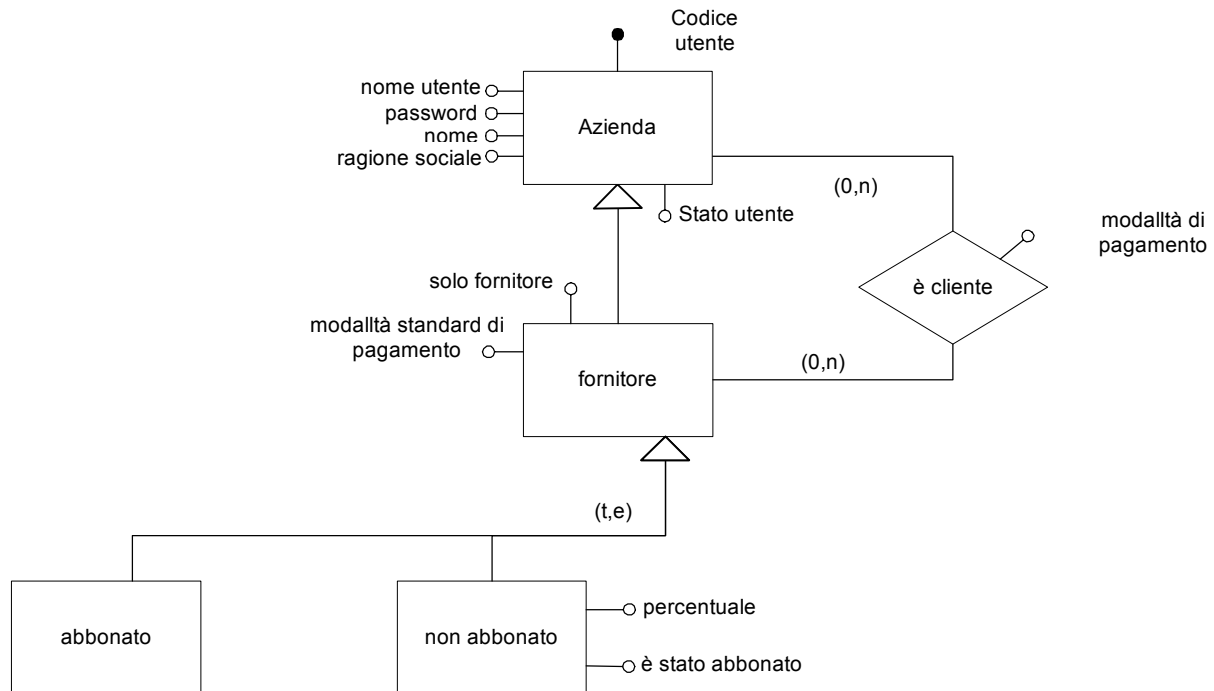 Codice
utente
nome utente
password
nome
ragione sociale
Azienda
(0,n)
Stato utente
modalltà di
pagamento
solo fornitore
è cliente
modalltà standard di
pagamento
(0,n)
fornitore
(t,e)
abbonato
non abbonato
percentuale
è stato abbonato